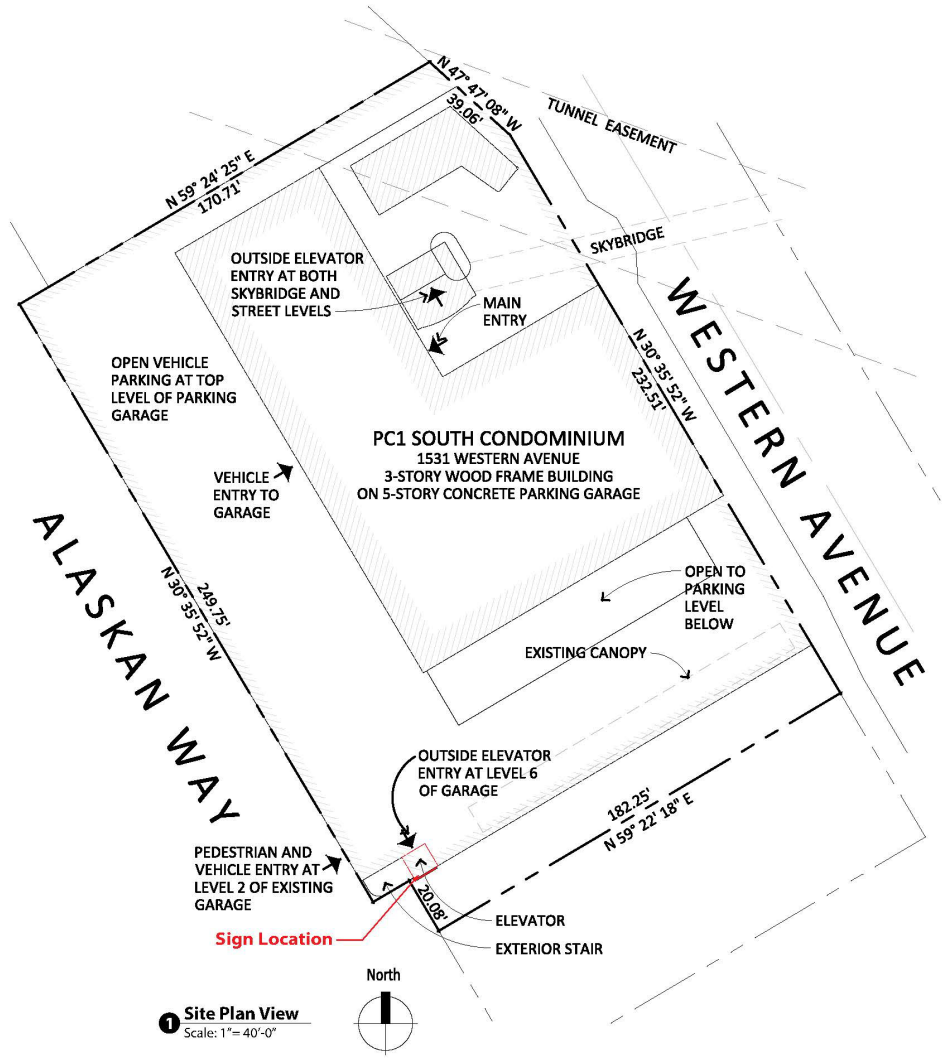 N 47° 47' 08" W
39.06'
TUNNEL EASEMENT
N 59° 24' 25" E
170.71'
SKYBRIDGE
OUTSIDE ELEVATOR
ENTRY AT BOTH
SKYBRIDGE AND
STREET LEVELS
MAIN
ENTRY
WESTERN AVENUE
N 30° 35' 52" W
232.51'
OPEN VEHICLE
PARKING AT TOP
LEVEL OF PARKING
GARAGE
PC1 SOUTH CONDOMINIUM
1531 WESTERN AVENUE
3-STORY WOOD FRAME BUILDING
ON 5-STORY CONCRETE PARKING GARAGE
VEHICLE
ENTRY TO
GARAGE
ALASKAN WAY
249.75'
N 30° 35' 52" W
OPEN TO
PARKING
LEVEL
BELOW
EXISTING CANOPY
OUTSIDE ELEVATOR
ENTRY AT LEVEL 6
OF GARAGE
182.25'
N 59° 22' 18" E
PEDESTRIAN AND
VEHICLE ENTRY AT
LEVEL 2 OF EXISTING
GARAGE
20.08'
ELEVATOR
Sign Location
EXTERIOR STAIR
North
1 Site Plan View
Scale: 1"= 40'-0"